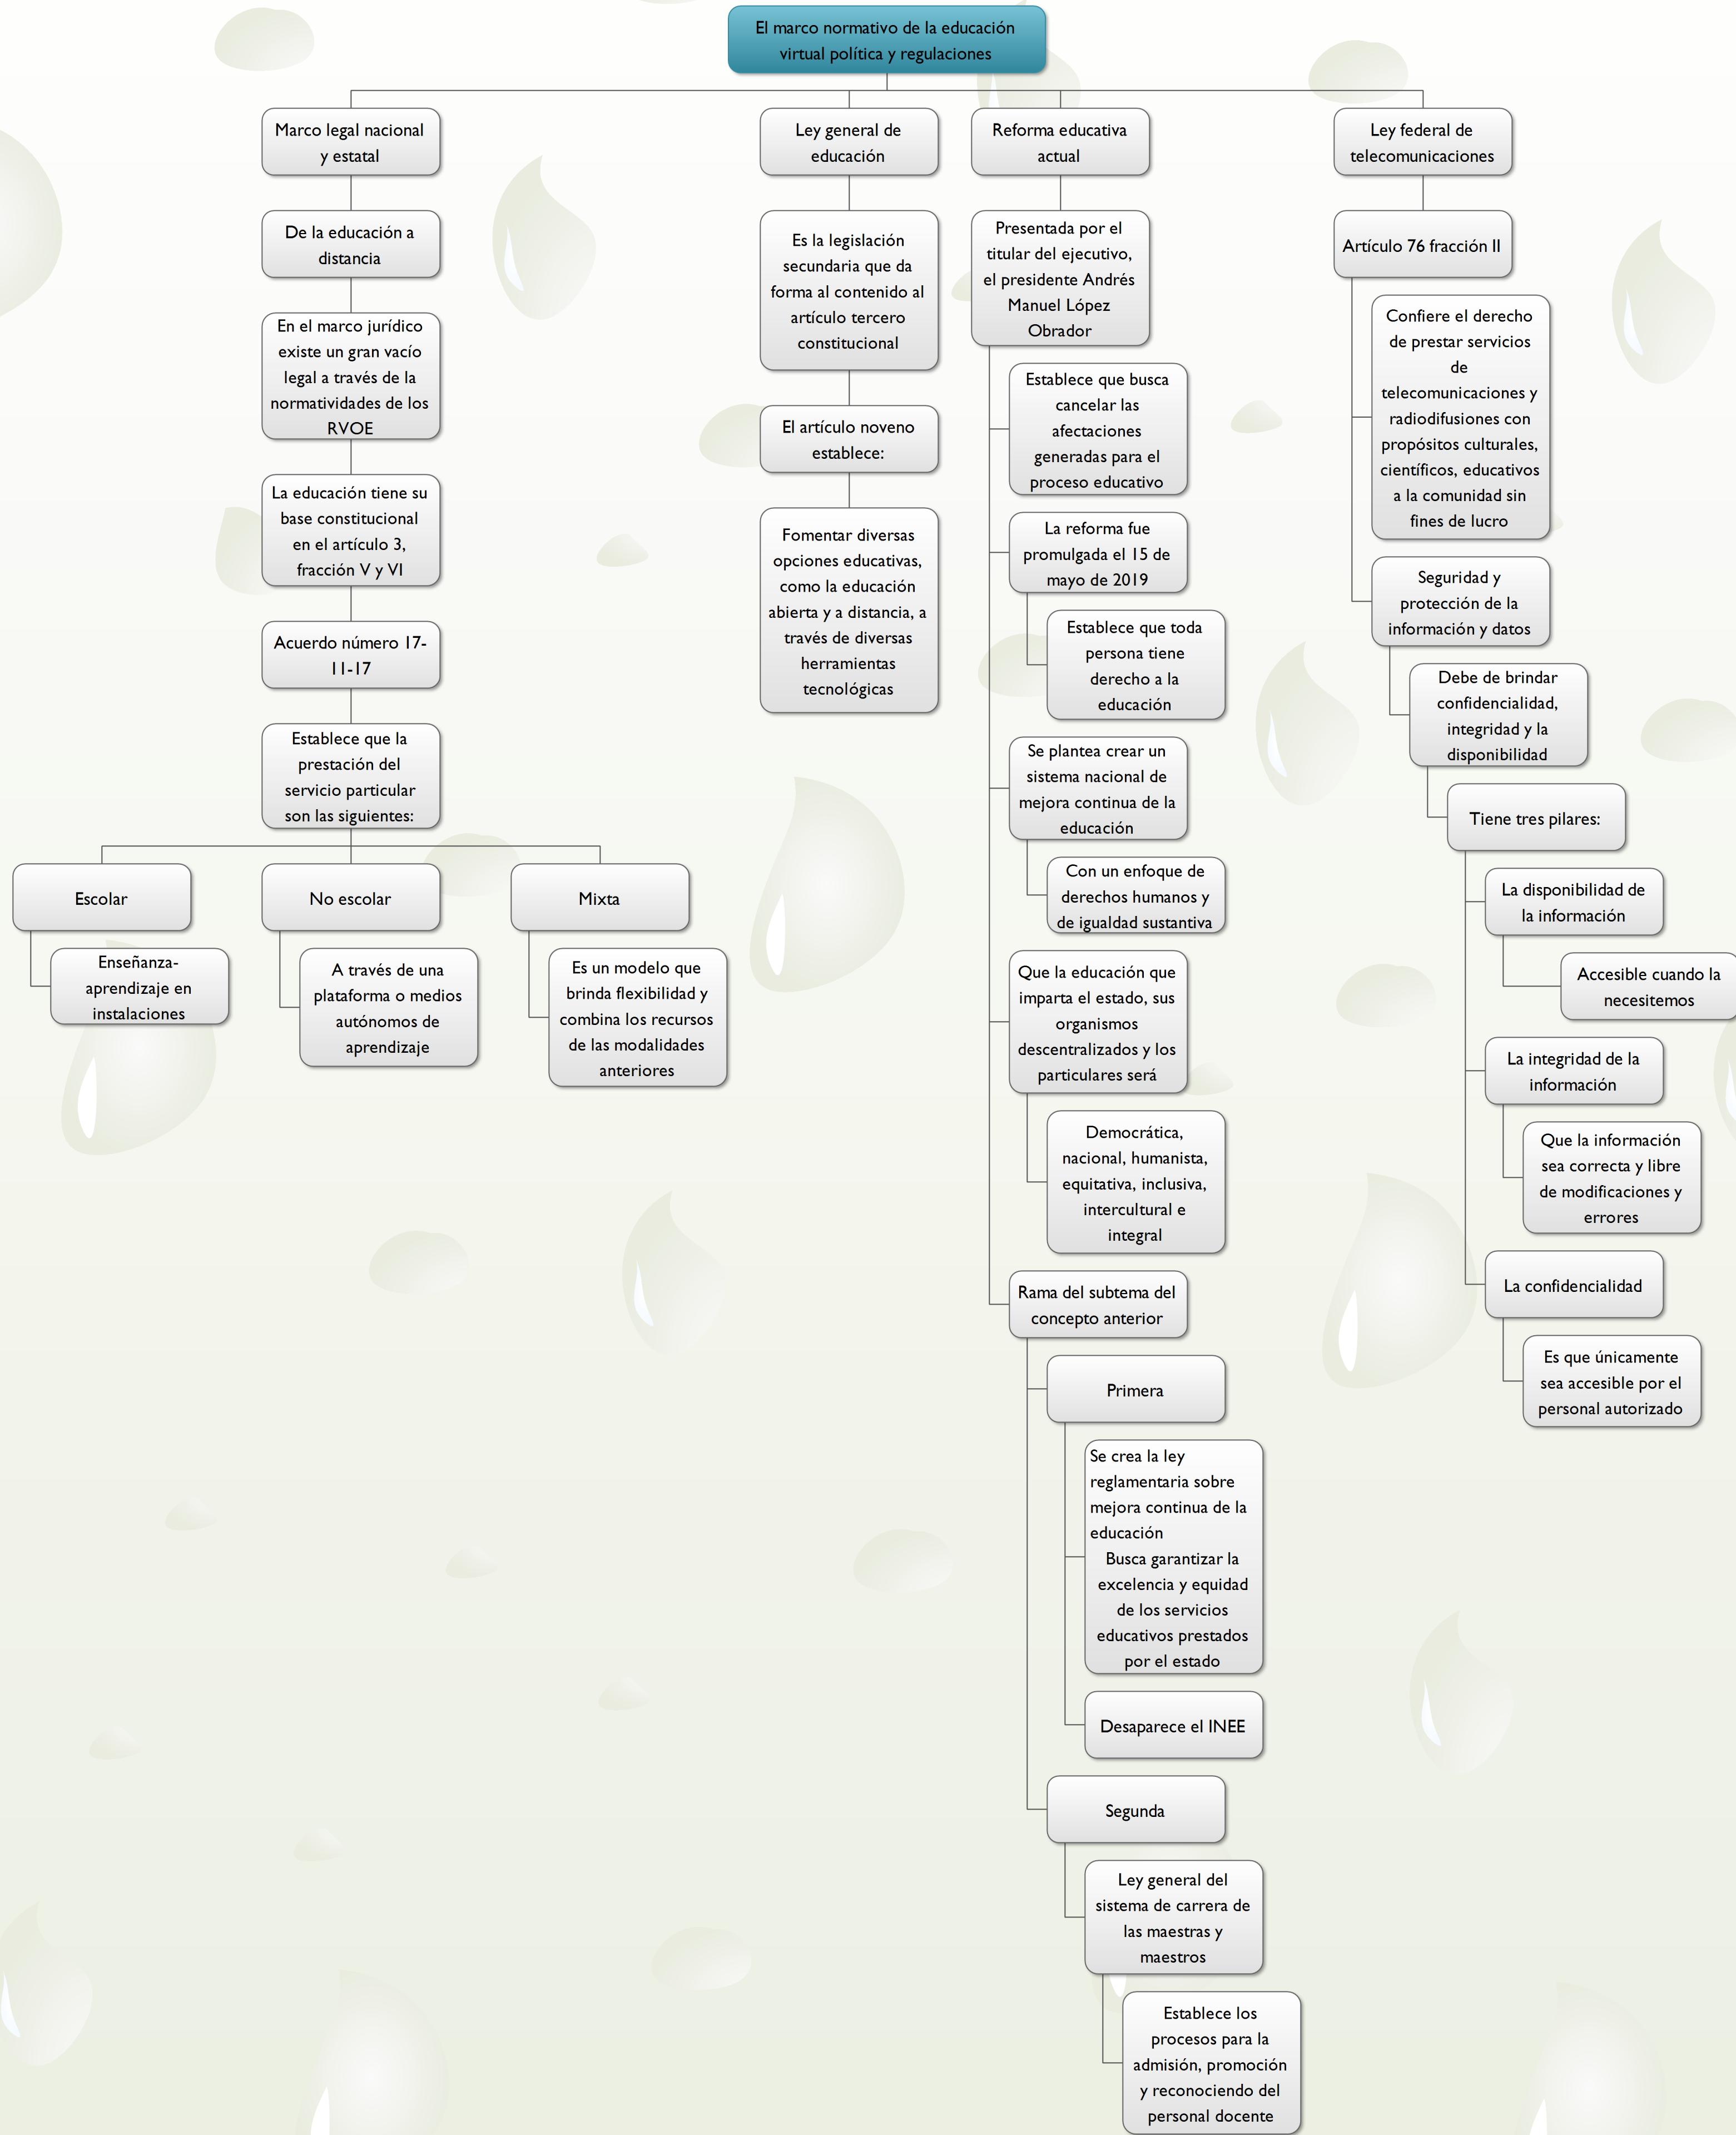 El marco normativo de la educación
virtual política y regulaciones
Marco legal nacional
y estatal
De la educación a
distancia
En el marco jurídico
existe un gran vacío
legal a través de la
normatividades de los
RVOE
La educación tiene su
base constitucional
en el artículo 3,
fracción V y VI
Acuerdo número 17-
11-17
Establece que la
prestación del
servicio particular
son las siguientes:
Escolar
Enseñanza-
aprendizaje en
instalaciones
No escolar
A través de una
plataforma o medios
autónomos de
aprendizaje
Mixta
Es un modelo que
brinda flexibilidad y
combina los recursos
de las modalidades
anteriores
Ley general de
educación
Es la legislación
secundaria que da
forma al contenido al
artículo tercero
constitucional
El artículo noveno
establece:
Fomentar diversas
opciones educativas,
como la educación
abierta y a distancia, a
través de diversas
herramientas
tecnológicas
Reforma educativa
actual
Presentada por el
titular del ejecutivo,
el presidente Andrés
Manuel López
Obrador
Establece que busca
cancelar las
afectaciones
generadas para el
proceso educativo
La reforma fue
promulgada el 15 de
mayo de 2019
Establece que toda
persona tiene
derecho a la
educación
Se plantea crear un
sistema nacional de
mejora continua de la
educación
Con un enfoque de
derechos humanos y
de igualdad sustantiva
Que la educación que
imparta el estado, sus
organismos
descentralizados y los
particulares será
Democrática,
nacional, humanista,
equitativa, inclusiva,
intercultural e
integral
Rama del subtema del
concepto anterior
Primera
Se crea la ley
reglamentaria sobre
mejora continua de la
educación
Busca garantizar la
excelencia y equidad
de los servicios
educativos prestados
por el estado
Desaparece el INEE
Segunda
Ley general del
sistema de carrera de
las maestras y
maestros
Establece los
procesos para la
admisión, promoción
y reconociendo del
personal docente
Ley federal de
telecomunicaciones
Artículo 76 fracción II
Confiere el derecho
de prestar servicios
de
telecomunicaciones y
radiodifusiones con
propósitos culturales,
científicos, educativos
a la comunidad sin
fines de lucro
Seguridad y
protección de la
información y datos
Debe de brindar
confidencialidad,
integridad y la
disponibilidad
Tiene tres pilares:
La disponibilidad de
la información
Accesible cuando la
necesitemos
La integridad de la
información
Que la información
sea correcta y libre
de modificaciones y
errores
La confidencialidad
Es que únicamente
sea accesible por el
personal autorizado